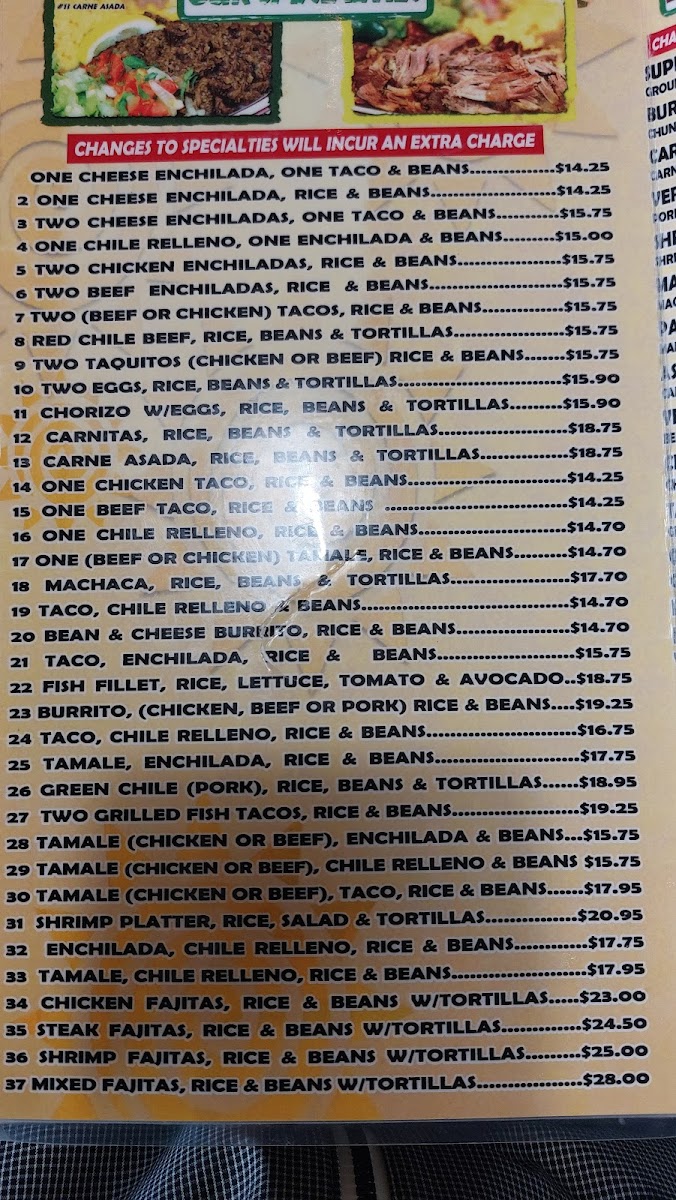 #11 CARNE ASADA
CHANGES TO SPECIALTIES WILL INCUR AN EXTRA CHARGE
ONE CHEESE ENCHILADA, ONE TACO & BEANS................$14.25
2 ONE CHEESE ENCHILADA, RICE & BEANS.......................$14.25
3 TWO CHEESE ENCHILADAS, ONE TACO & BEANS...........$15.75
4 ONE CHILE RELLENO, ONE ENCHILADA & BEANS.........$15.00
5 TWO CHICKEN ENCHILADAS, RICE & BEANS...................$15.75
6 TWO BEEF ENCHILADAS, RICE & BEANS........................$15.75
7 TWO (BEEF OR CHICKEN) TACOS, RICE & BEANS..............$15.75
8 RED CHILE BEEF, RICE, BEANS & TORTILLAS....................$15.75
9 TWO TAQUITOS (CHICKEN OR BEEF) RICE & BEANS.......$15.75
10 TWO EGGS, RICE, BEANS & TORTILLAS.............................$15.90
11 CHORIZO W/EGGS, RICE, BEANS & TORTILLAS.........$15.90
12 CARNITAS, RICE, BEANS & TORTILLAS.......................$18.75
13 CARNE ASADA, RICE, BEANS & TORTILLAS................$18.75
14 ONE CHICKEN TACO, RICE & BEANS.............................$14.25
15 ONE BEEF TACO, RICE & BEANS .................................$14.25
16 ONE CHILE RELLENO, RICE & BEANS...........................$14.70
17 ONE (BEEF OR CHICKEN) TAMALE, RICE & BEANS..........$14.70
18 MACHACA, RICE, BEANS & TORTILLAS.....................$17.70
19 TACO, CHILE RELLENO & BEANS.....................................$14.70
20 BEAN & CHEESE BURRITO, RICE & BEANS....................$14.70
21 TACO, ENCHILADA, RICE & BEANS.........................$15.75
22 FISH FILLET, RICE, LETTUCE, TOMATO & AVOCADO..$18.75
23 BURRITO, (CHICKEN, BEEF OR PORK) RICE & BEANS....$19.25
24 TACO, CHILE RELLENO, RICE & BEANS...........................$16.75
25 TAMALE, ENCHILADA, RICE & BEANS..........................$17.75
26 GREEN CHILE (PORK), RICE, BEANS & TORTILLAS......$18.95
27 TWO GRILLED FISH TACOS, RICE & BEANS.......................$19.25
28 TAMALE (CHICKEN OR BEEF), ENCHILADA & BEANS...$15.75
29 TAMALE (CHICKEN OR BEEF), CHILE RELLENO & BEANS $15.75
30 TAMALE (CHICKEN OR BEEF), TACO, RICE & BEANS......$17.95
31 SHRIMP PLATTER, RICE, SALAD & TORTILLAS................$20.95
32 ENCHILADA, CHILE RELLENO, RICE & BEANS.............$17.75
33 TAMALE, CHILE RELLENO, RICE & BEANS........................$17.95
34 CHICKEN FAJITAS, RICE & BEANS W/TORTILLAS.....$23.00
35 STEAK FAJITAS, RICE & BEANS W/TORTILLAS..............$24.50
36 SHRIMP FAJITAS, RICE & BEANS W/TORTILLAS..........$25.00
37 MIXED FAJITAS, RICE & BEANS W/TORTILLAS...................$28.00